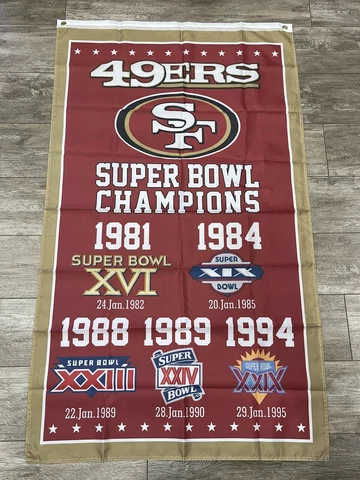 49ERS
SF
SUPER BOWL
CHAMPIONS
1981 1984
SUPER BOWL
XVI
24.Jan.1982
SUPER
XIX
BOWL
20.Jan.1985
1988 1989 1994
SUPER BOWL
XXIII
22.Jan.1989
SUPER
XXIV
BOWL
28.Jan.1990
SUPER BOWL
XXIX
29.Jan.1995